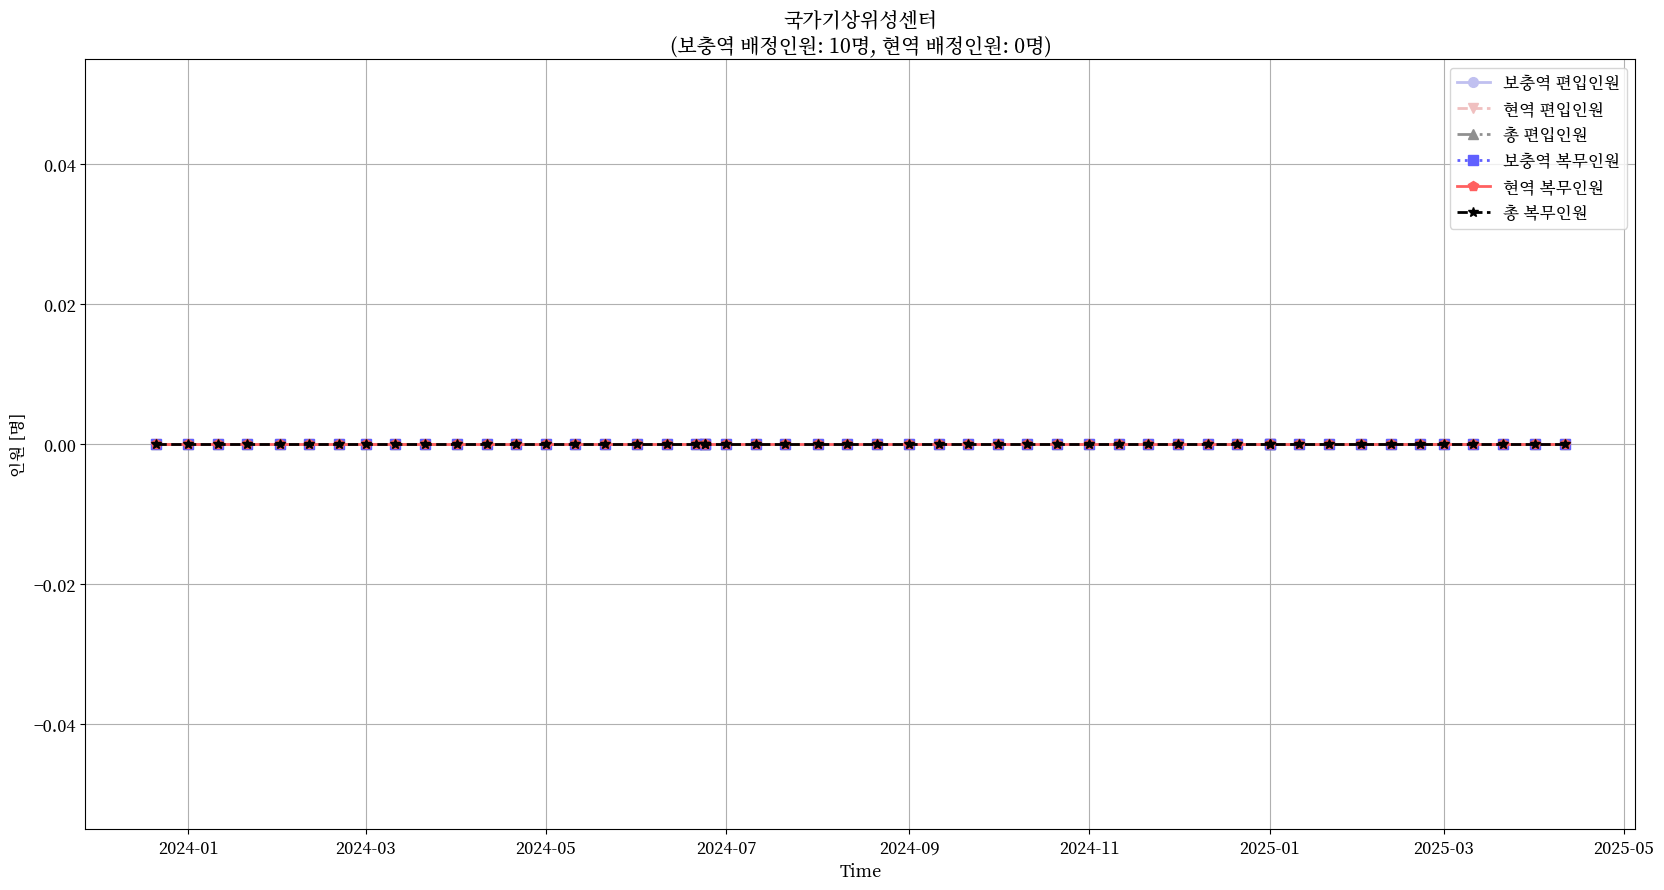 국가기상위성센터
(보충역 배정인원: 10명, 현역 배정인원: 0명)
보충역 편입인원
현역 편입인원
총 편입인원
보충역 복무인원
현역 복무인원
총 복무인원
0.04
0.02
0.00
−0.02
−0.04
인원 [명]
2024-01
2024-03
2024-05
2024-07
2024-09
2024-11
2025-01
2025-03
2025-05
Time